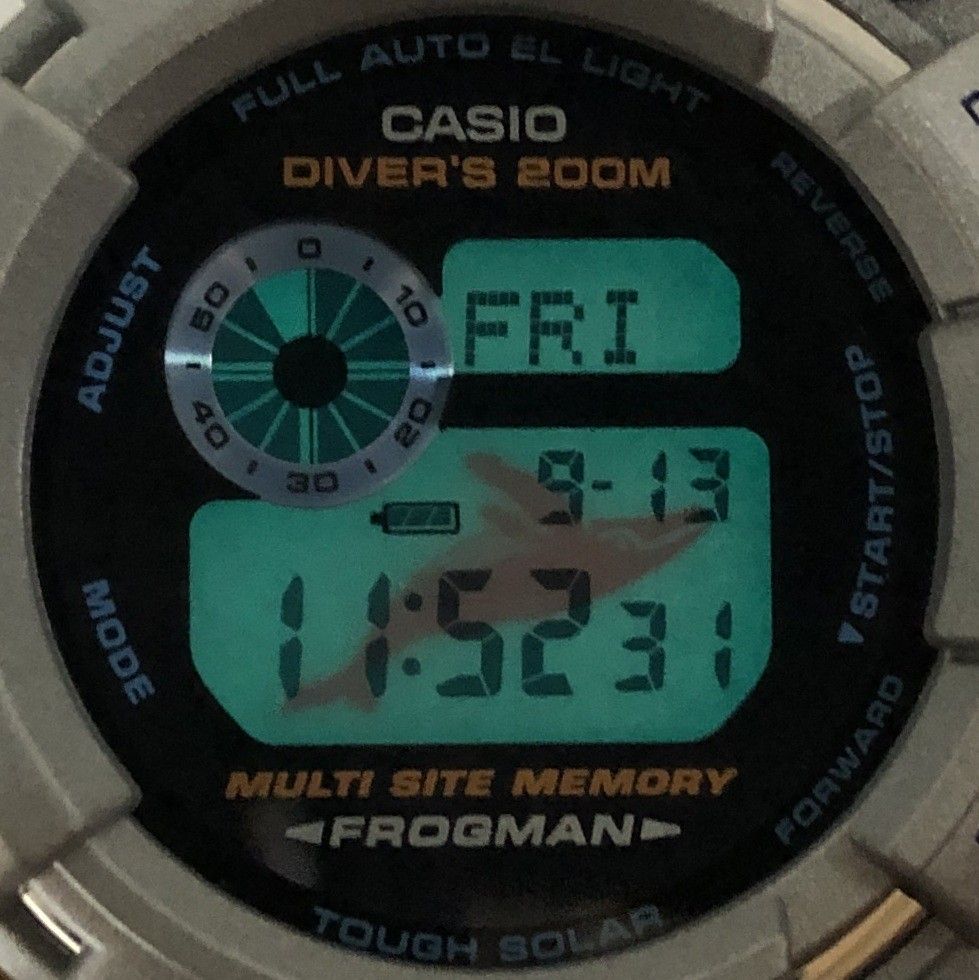 FULL AUTO EL LIGHT
CASIO
DIVER'S 200M
REVERSE
ADJUST
0
10
20
30
40
50
FRI
START/STOP
9-13
11:52 31
MODE
FORWARD
MULTI SITE MEMORY
FROGMAN
TOUGH SOLAR